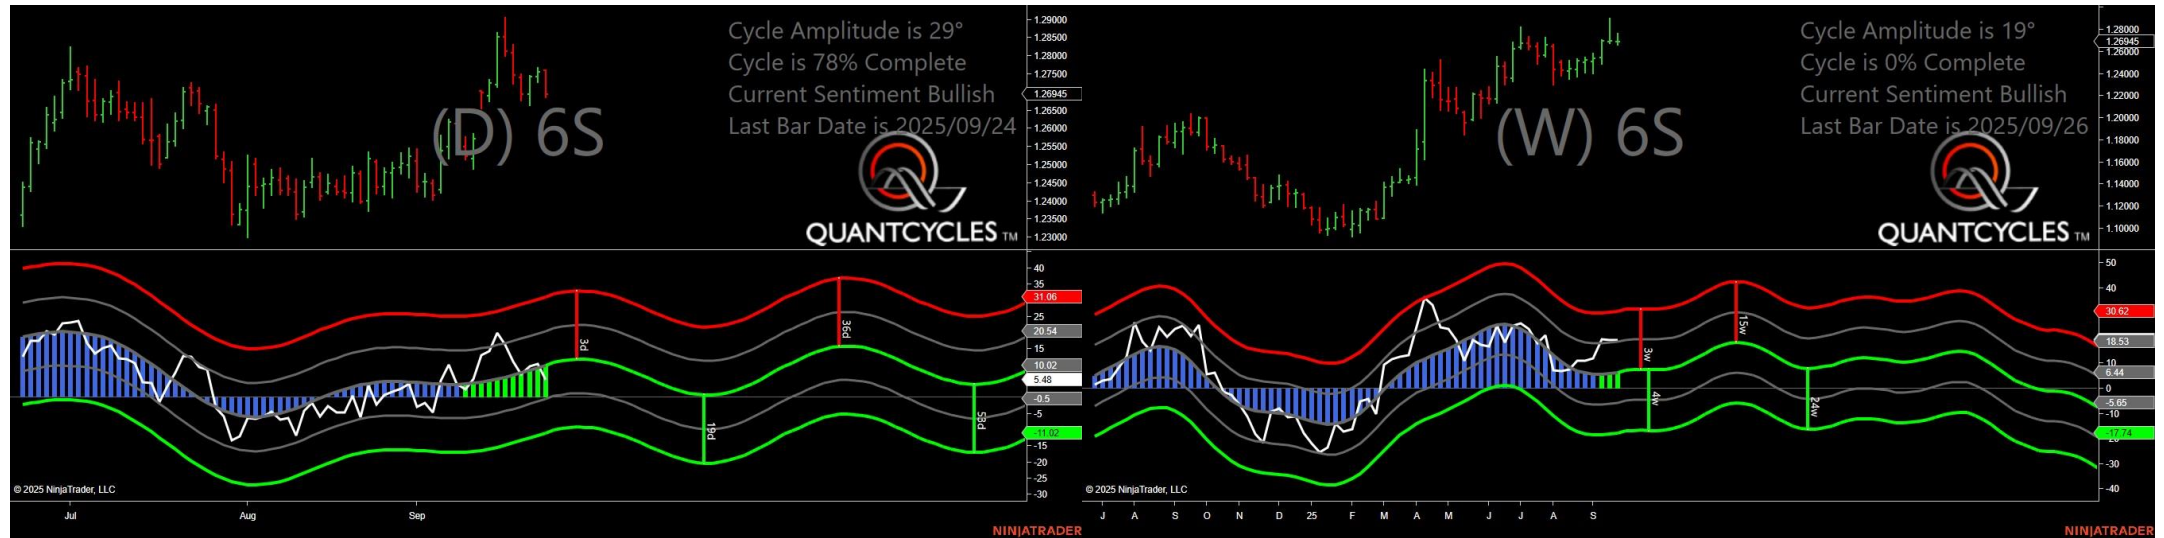 Cycle Amplitude is 29°
Cycle is 78% Complete
Current Sentiment Bullish
Last Bar Date is 2025/09/24
(D) 6S
QUANTCYCLES TM
1.29000
1.28500
1.28000
1.27500
1.26945
1.26500
1.26000
1.25500
1.25000
1.24500
1.24000
1.23500
1.23000
40
35
31.06
25
20.54
15
10.02
5.48
-0.5
-5
-11.02
-15
-20
-25
-30
3d
19d
36d
53d
© 2025 NinjaTrader, LLC
Jul Aug Sep
NINJATRADER
Cycle Amplitude is 19°
Cycle is 0% Complete
Current Sentiment Bullish
Last Bar Date is 2025/09/26
(W) 6S
QUANTCYCLES TM
1.28000
1.26945
1.26000
1.24000
1.22000
1.20000
1.18000
1.16000
1.14000
1.12000
1.10000
50
40
30.62
18.53
10
6.44
0
-5.65
-10
-17.74
-30
-40
3w
4w
15w
24w
© 2025 NinjaTrader, LLC
J A S O N D 25 F M A M J J A S
NINJATRADER